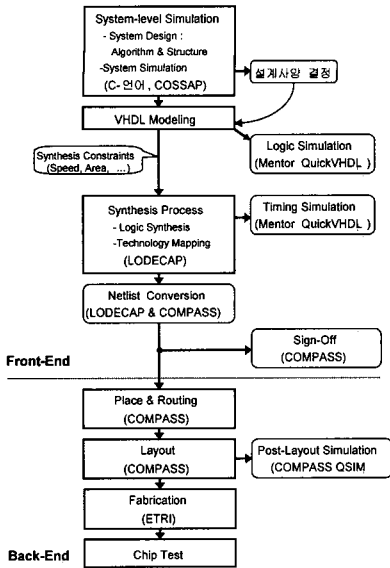 System-level Simulation
- System Design :
Algorithm & Structure
-System Simulation
(C- 언어 , COSSAP)
설계사양 결정
VHDL Modeling
Logic Simulation
(Mentor QuickVHDL )
Synthesis Constraints
(Speed, Area, ...)
Synthesis Process
- Logic Synthesis
-Technology Mapping
(LODECAP)
Timing Simulation
(Mentor QuickVHDL )
Netlist Conversion
(LODECAP & COMPASS)
Sign-Off
(COMPASS)
Front-End
Place & Routing
(COMPASS)
Layout
(COMPASS)
Post-Layout Simulation
(COMPASS QSIM
Fabrication
(ETRI)
Back-End
Chip Test